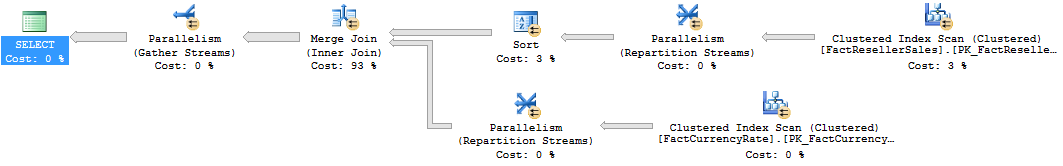 SELECT
Cost: 0 %
Parallelism
(Gather Streams)
Cost: 0 %
Merge Join
(Inner Join)
Cost: 93 %
Sort
Cost: 3 %
Parallelism
(Repartition Streams)
Cost: 0 %
Clustered Index Scan (Clustered)
[FactResellerSales].[PK_FactReselle…
Cost: 3 %
Parallelism
(Repartition Streams)
Cost: 0 %
Clustered Index Scan (Clustered)
[FactCurrencyRate].[PK_FactCurrency…
Cost: 0 %